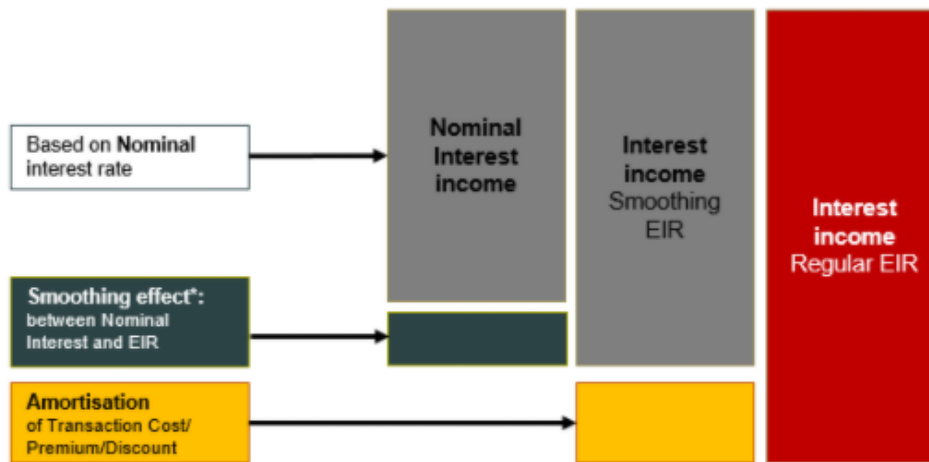 Based on Nominal
interest rate
Nominal
Interest
income
Interest
income
Smoothing
EIR
Interest
income
Regular EIR
Smoothing effect*:
between Nominal
Interest and EIR
Amortisation
of Transaction Cost/
Premium/Discount